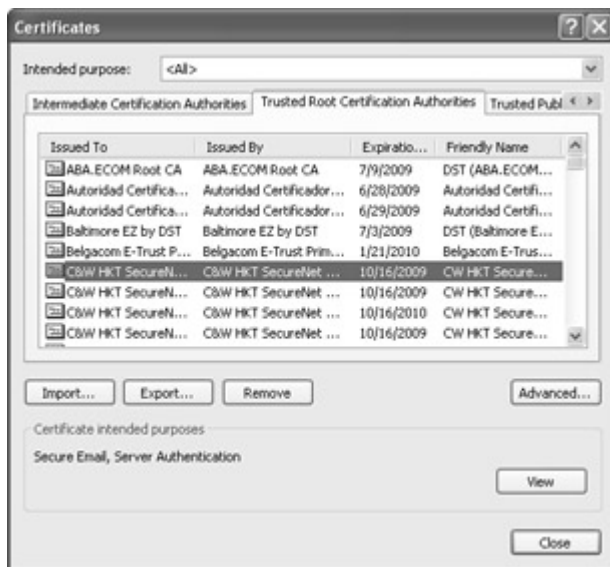 Certificates
Intended purpose: <All>
Intermediate Certification Authorities Trusted Root Certification Authorities Trusted Publ
Issued To Issued By Expiratio... Friendly Name
ABA.ECOM Root CA ABA.ECOM Root CA 7/9/2009 DST (ABA.ECOM...
Autoridad Certifica... Autoridad Certificador... 6/28/2009 Autoridad Certifi...
Autoridad Certifica... Autoridad Certificador... 6/29/2009 Autoridad Certifi...
Baltimore EZ by DST Baltimore EZ by DST 7/3/2009 DST (Baltimore E...
Belgacom E-Trust P... Belgacom E-Trust Prim... 1/21/2010 Belgacom E-Trus...
C&W HKT SecureN... C&W HKT SecureNet ... 10/16/2009 CW HKT Secure...
C&W HKT SecureN... C&W HKT SecureNet ... 10/16/2009 CW HKT Secure...
C&W HKT SecureN... C&W HKT SecureNet ... 10/16/2010 CW HKT Secure...
C&W HKT SecureN... C&W HKT SecureNet ... 10/16/2009 CW HKT Secure...
Import... Export... Remove Advanced...
Certificate intended purposes
Secure Email, Server Authentication
View
Close